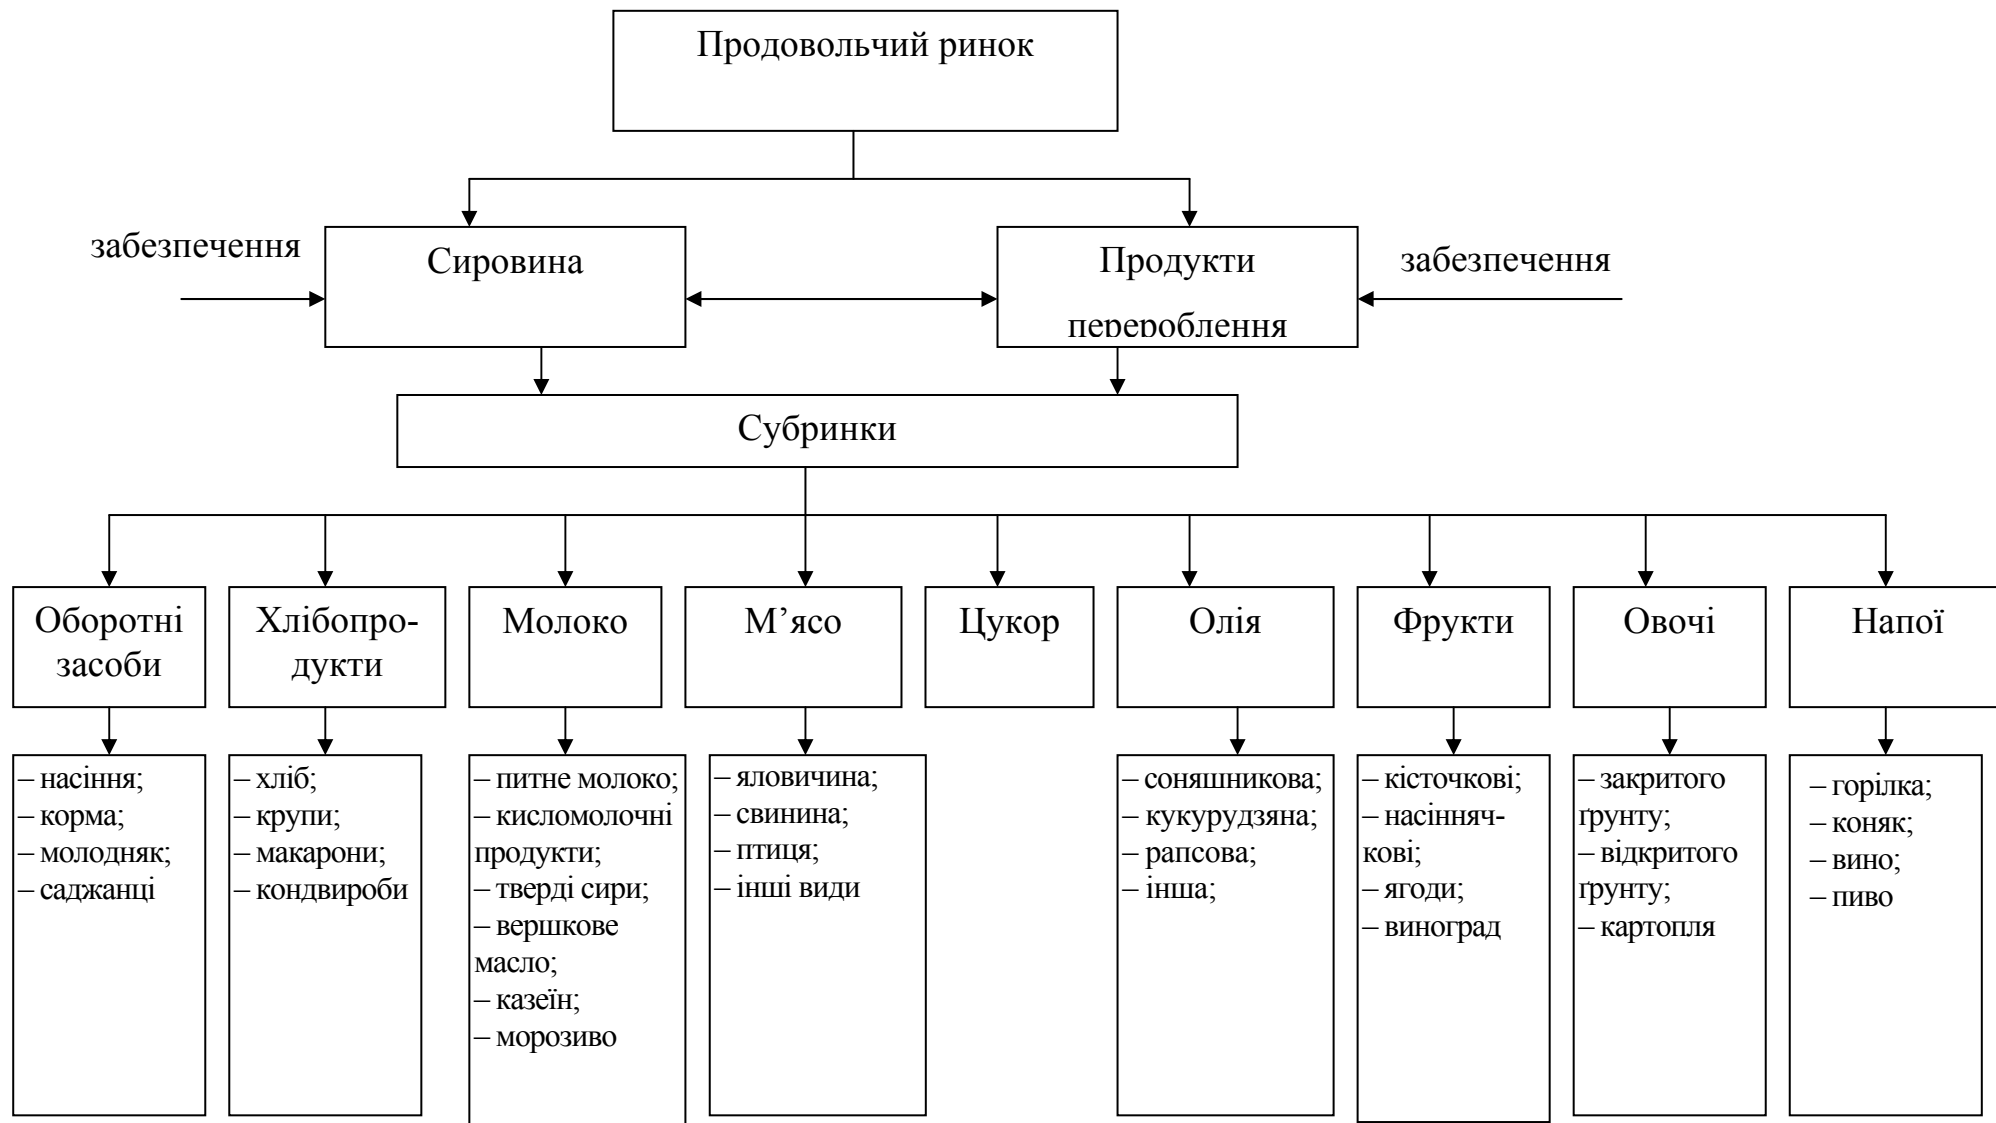 Продовольчий ринок
забезпечення
Сировина
Продукти
перероблення
забезпечення
Субринки
Оборотні
засоби
Хлібопро-
дукти
Молоко
М’ясо
Цукор
Олія
Фрукти
Овочі
Напої
– насіння;
– корма;
– молодняк;
– саджанці
– хліб;
– крупи;
– макарони;
– кондвироби
– питне молоко;
– кисломолочні
продукти;
– тверді сири;
– вершкове
масло;
– казеїн;
– морозиво
– яловичина;
– свинина;
– птиця;
– інші види
– соняшникова;
– кукурудзяна;
– рапсова;
– інша;
– кісточкові;
– насінняч-
кові;
– ягоди;
– виноград
– закритого
ґрунту;
– відкритого
ґрунту;
– картопля
– горілка;
– коняк;
– вино;
– пиво